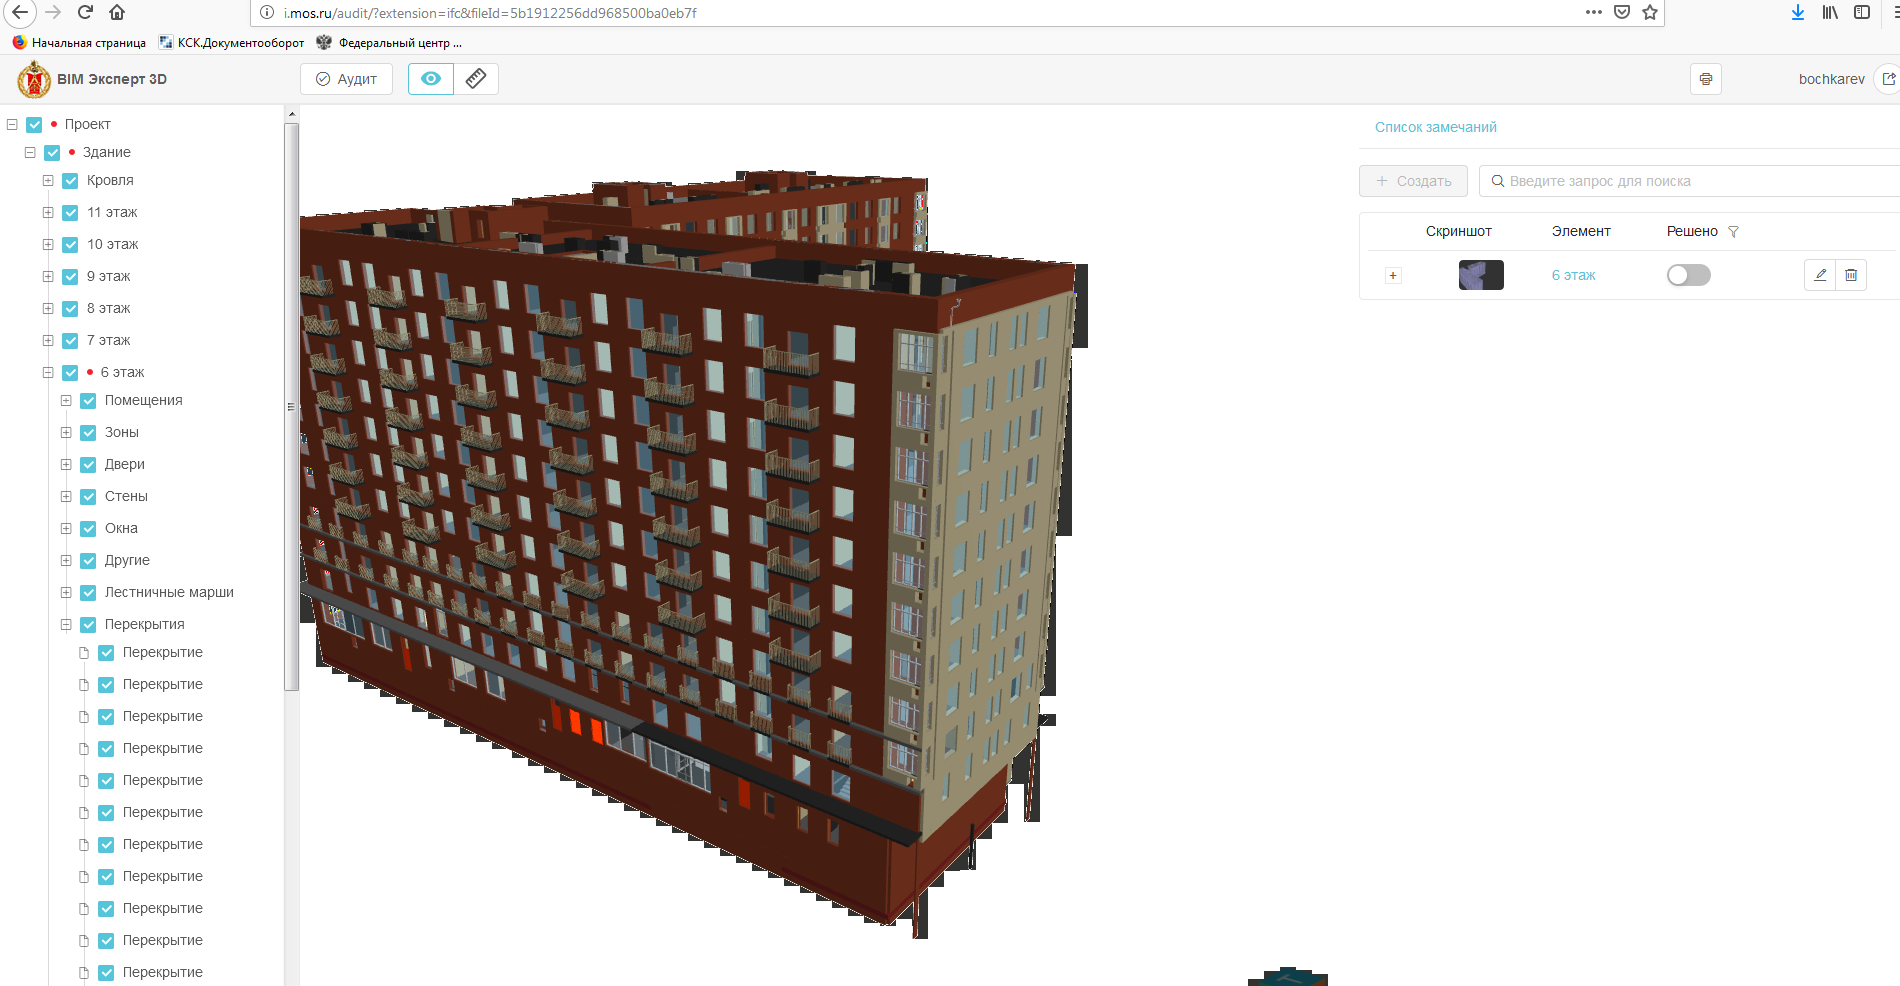 i.mos.ru/audit/?extension=ifc&fileId=5b1912256dd968500ba0eb7f
Начальная страница КСК.Документооборот Федеральный центр ...
BIM Эксперт 3D Аудит bochkarev
Проект
Здание
Кровля
11 этаж
10 этаж
9 этаж
8 этаж
7 этаж
6 этаж
Помещения
Зоны
Двери
Стены
Окна
Другие
Лестничные марши
Перекрытия
Перекрытие
Перекрытие
Перекрытие
Перекрытие
Перекрытие
Перекрытие
Перекрытие
Перекрытие
Перекрытие
Перекрытие
Перекрытие
Список замечаний
+ Создать Введите запрос для поиска
Скриншот Элемент Решено
+ 6 этаж